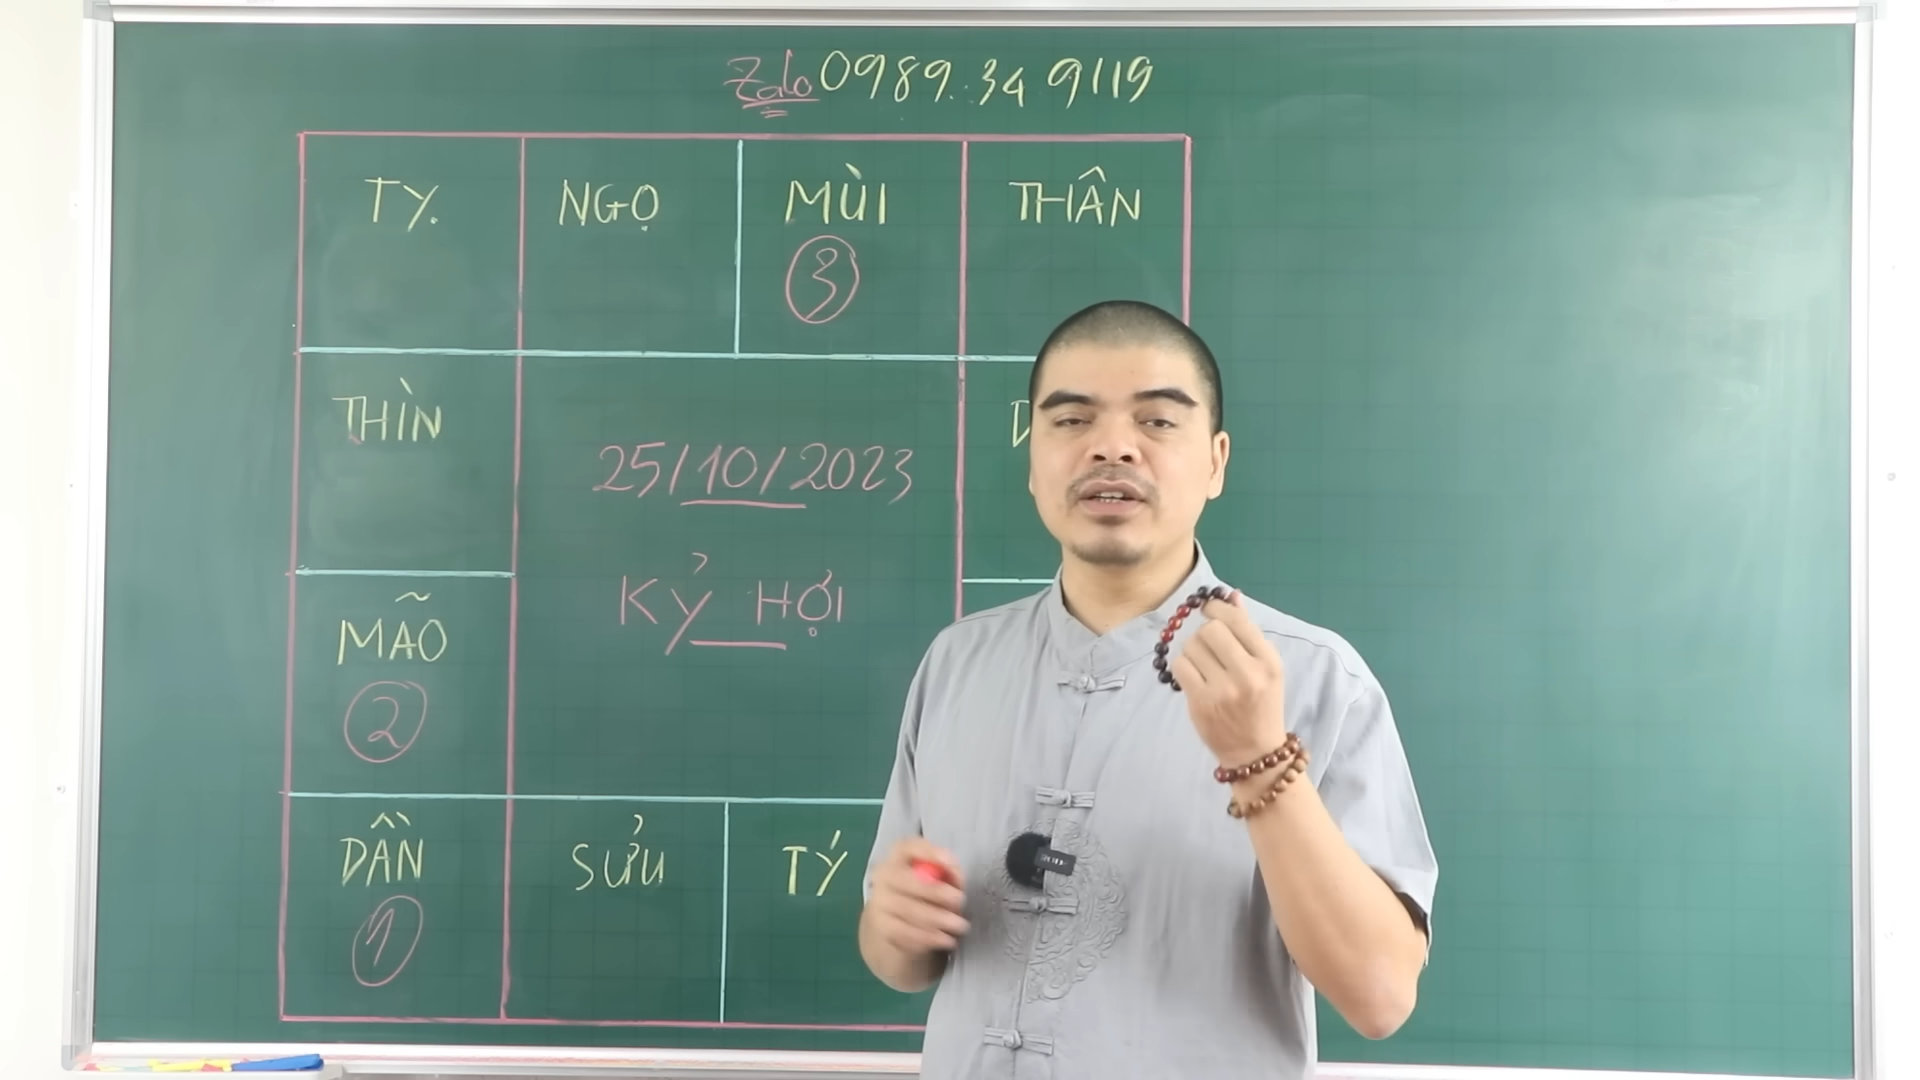 Zalo 0989.34 9119
TỴ.
NGỌ
MÙI
THÂN
3
THÌN
25/10/2023
KỶ HỢI
MÃO
2
DẦN
SỬU
TÝ
1